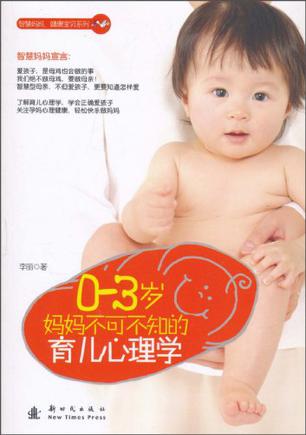 智慧妈妈，健康宝贝系列
智慧妈妈宣言：
爱孩子，是母鸡也会做的事
我们绝不做母鸡，要做母亲！
智慧型母亲，不但爱孩子，更要知道怎样爱
了解育儿心理学，学会正确爱孩子
关注孕妈心理健康，轻松快乐做妈妈
李丽◎著
0-3岁
妈妈不可不知的
育儿心理学
新时代出版社
New Times Press